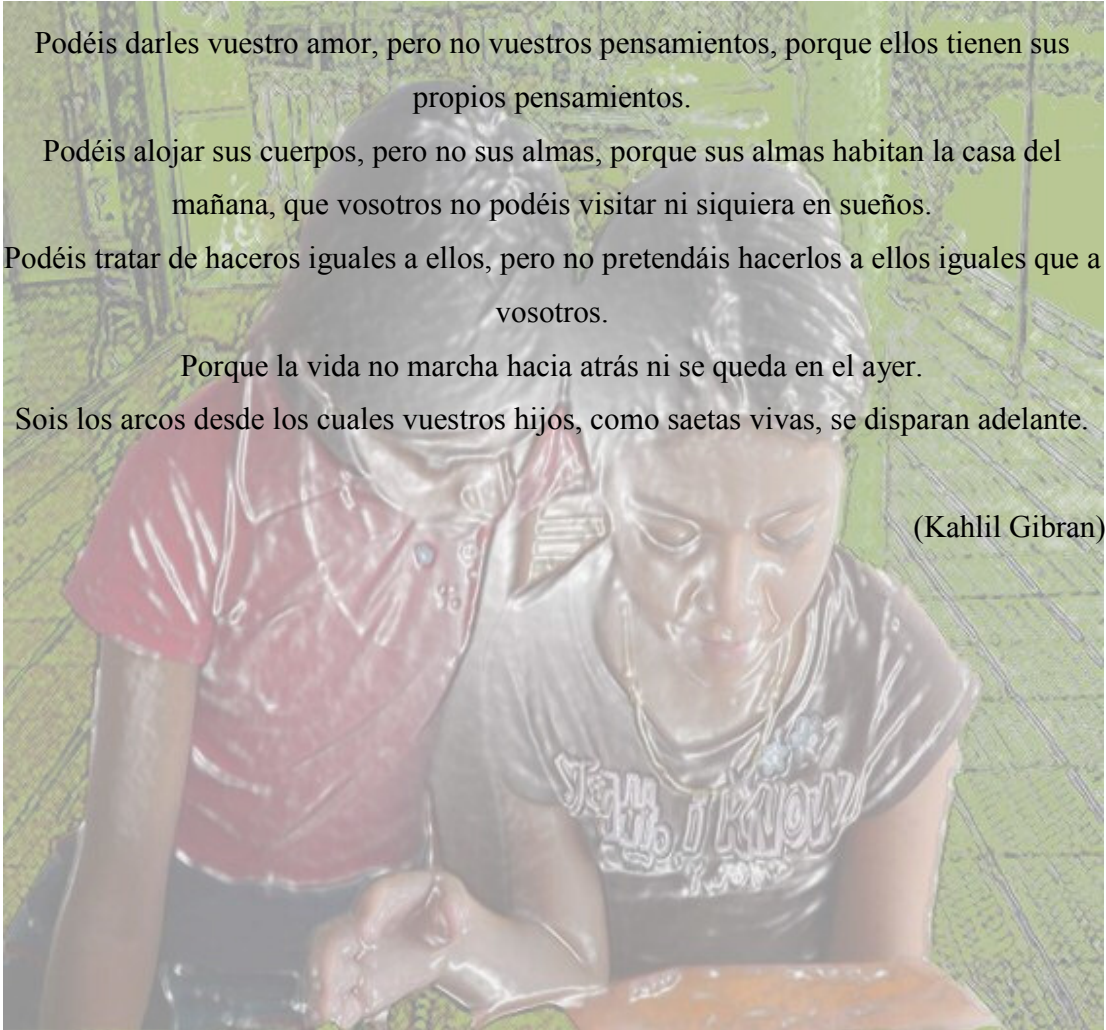 Podéis darles vuestro amor, pero no vuestros pensamientos, porque ellos tienen sus
propios pensamientos.
Podéis alojar sus cuerpos, pero no sus almas, porque sus almas habitan la casa del
mañana, que vosotros no podéis visitar ni siquiera en sueños.
Podéis tratar de haceros iguales a ellos, pero no pretendáis hacerlos a ellos iguales que a
vosotros.
Porque la vida no marcha hacia atrás ni se queda en el ayer.
Sois los arcos desde los cuales vuestros hijos, como saetas vivas, se disparan adelante.
(Kahlil Gibran)
I KNOW